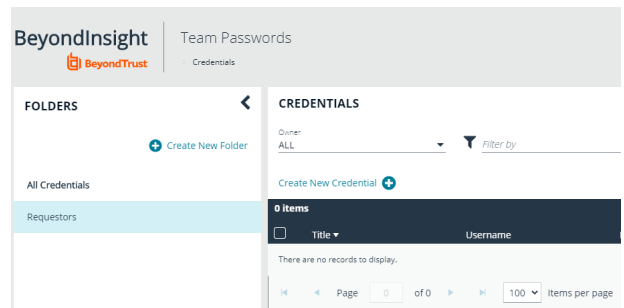 BeyondInsight
BeyondTrust
Team Passwords
Credentials
FOLDERS
Create New Folder
All Credentials
Requestors
CREDENTIALS
Owner
ALL
Filter by
Create New Credential
0 items
Title
Username
There are no records to display.
Page 0 of 0 100 Items per page